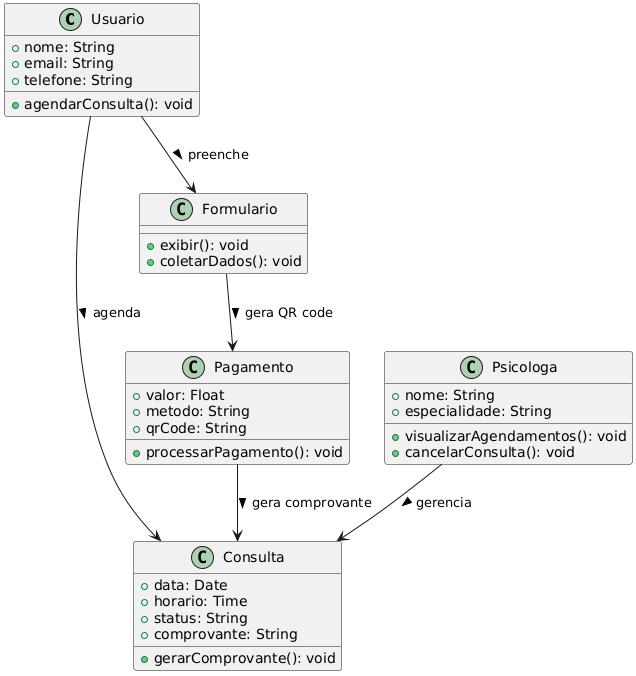 C Usuario
nome: String
email: String
telefone: String
agendarConsulta(): void
preenche
C Formulario
exibir(): void
coletarDados(): void
agenda
gera QR code
C Pagamento
valor: Float
metodo: String
qrCode: String
processarPagamento(): void
C Psicologa
nome: String
especialidade: String
visualizarAgendamentos(): void
cancelarConsulta(): void
gera comprovante
gerencia
C Consulta
data: Date
horario: Time
status: String
comprovante: String
gerarComprovante(): void